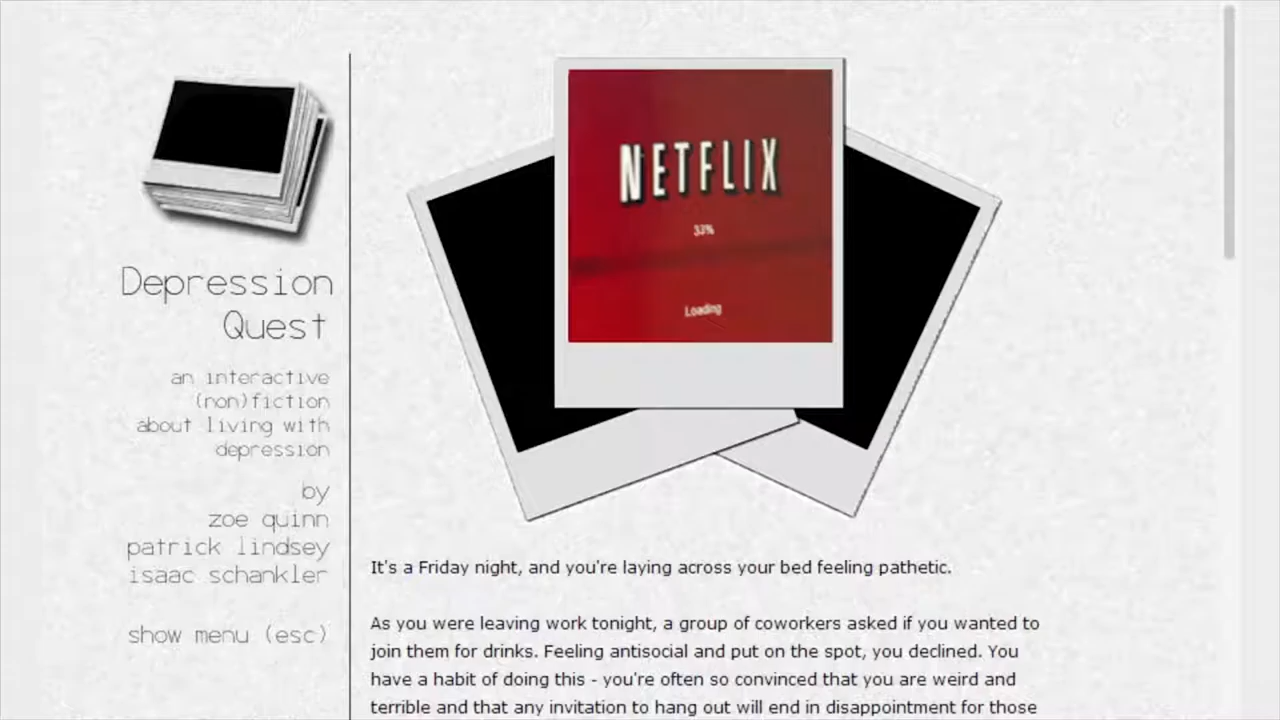 Depression
Quest
an interactive
(non)fiction
about living with
depression
by
zoe quinn
patrick lindsey
isaac schankler
show menu (esc)
NETFLIX
33%
Loading
It's a Friday night, and you're laying across your bed feeling pathetic.
As you were leaving work tonight, a group of coworkers asked if you wanted to
join them for drinks. Feeling antisocial and put on the spot, you declined. You
have a habit of doing this - you're often so convinced that you are weird and
terrible and that any invitation to hang out will end in disappointment for those